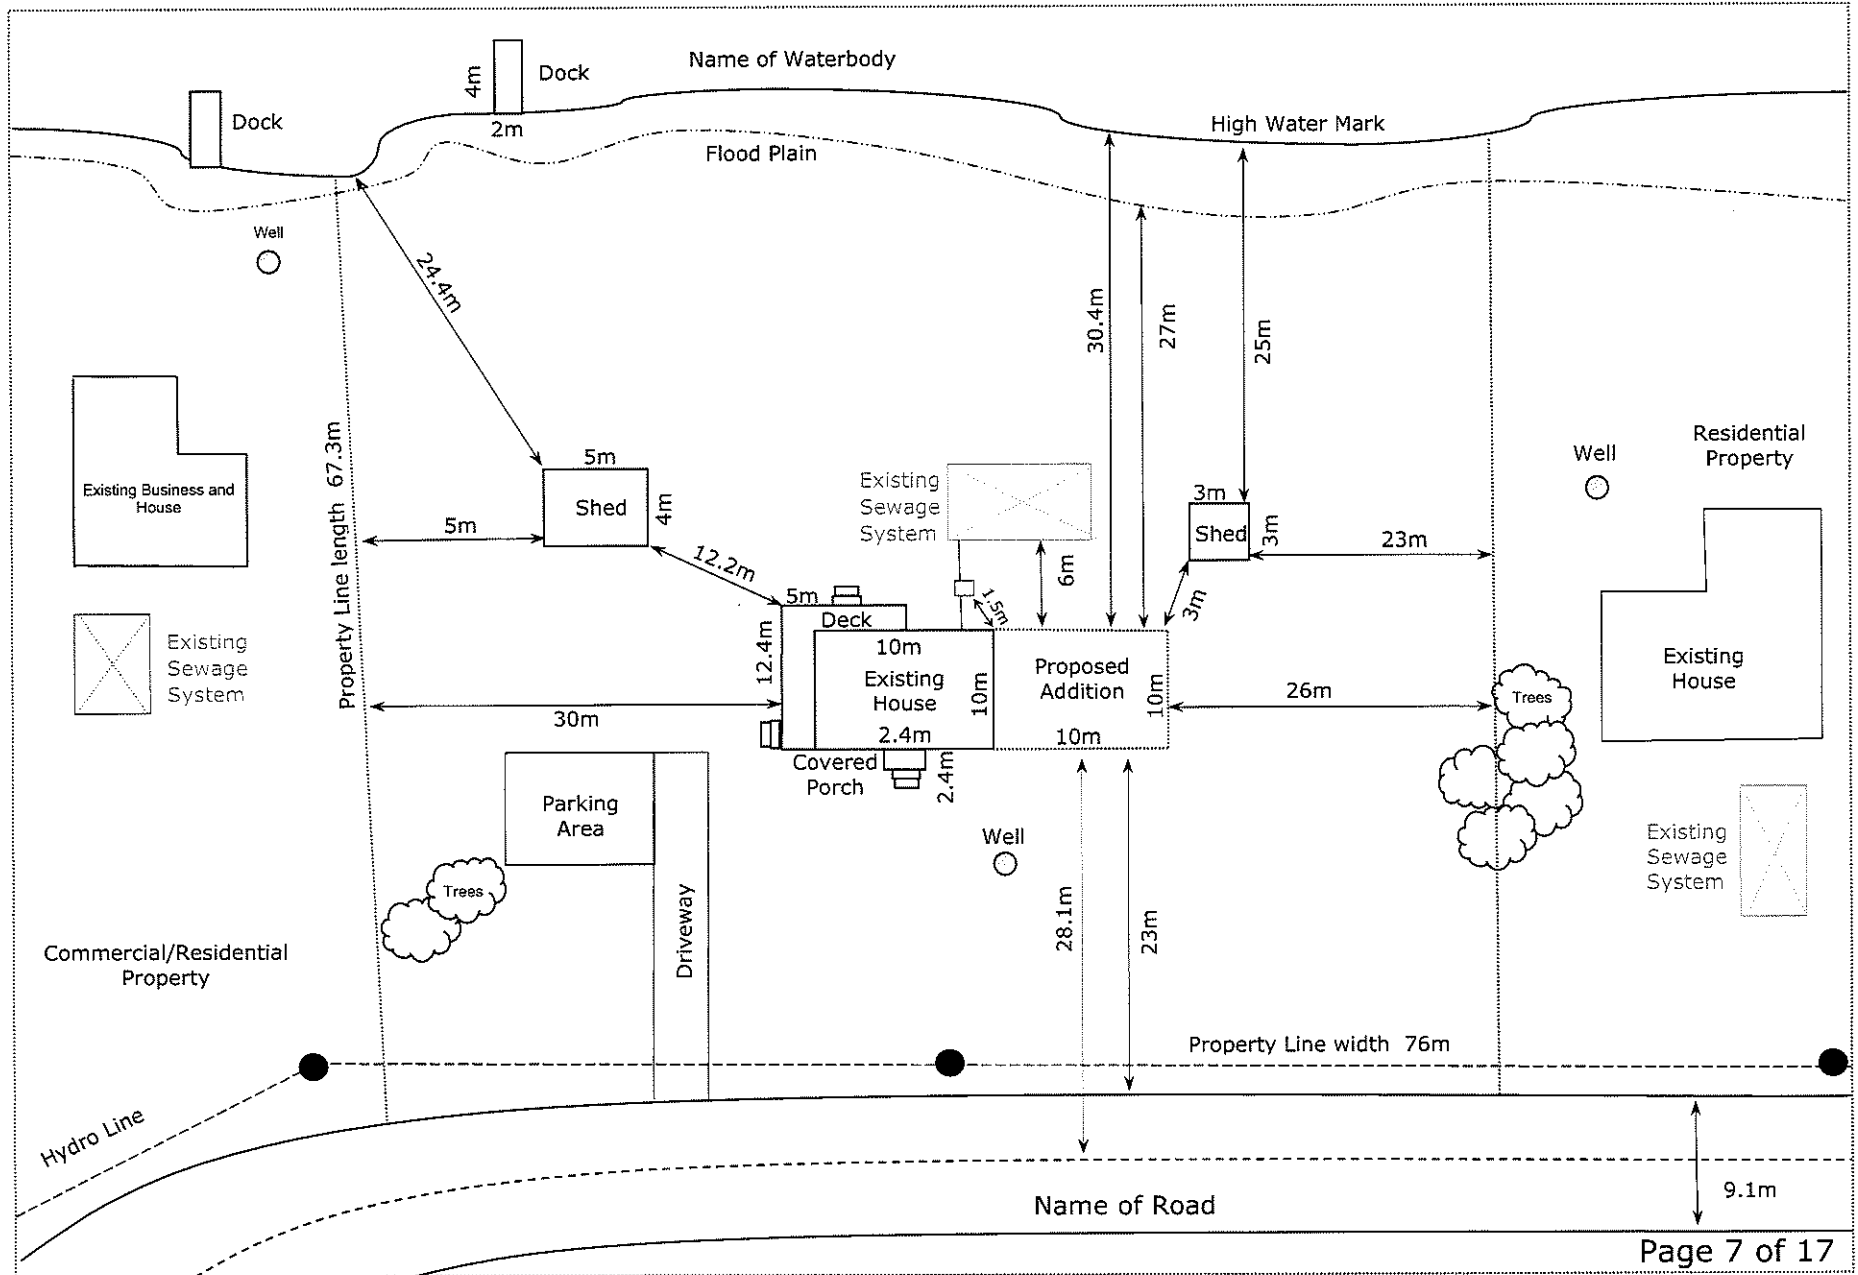 Name of Waterbody
Dock
4m
2m
Dock
High Water Mark
Flood Plain
Well
24.4m
30.4m
27m
25m
Property Line length 67.3m
Existing Business and
House
5m
Shed
4m
5m
12.2m
Existing
Sewage
System
6m
1.5m
3m
Shed
3m
3m
23m
Well
Residential
Property
Existing
Sewage
System
5m
Deck
12.4m
10m
Existing
House
10m
2.4m
Proposed
Addition
10m
10m
26m
Trees
Existing
House
30m
Covered
Porch
2.4m
Parking
Area
Well
Trees
Driveway
28.1m
23m
Existing
Sewage
System
Commercial/Residential
Property
Property Line width 76m
Hydro Line
Name of Road
9.1m
Page 7 of 17